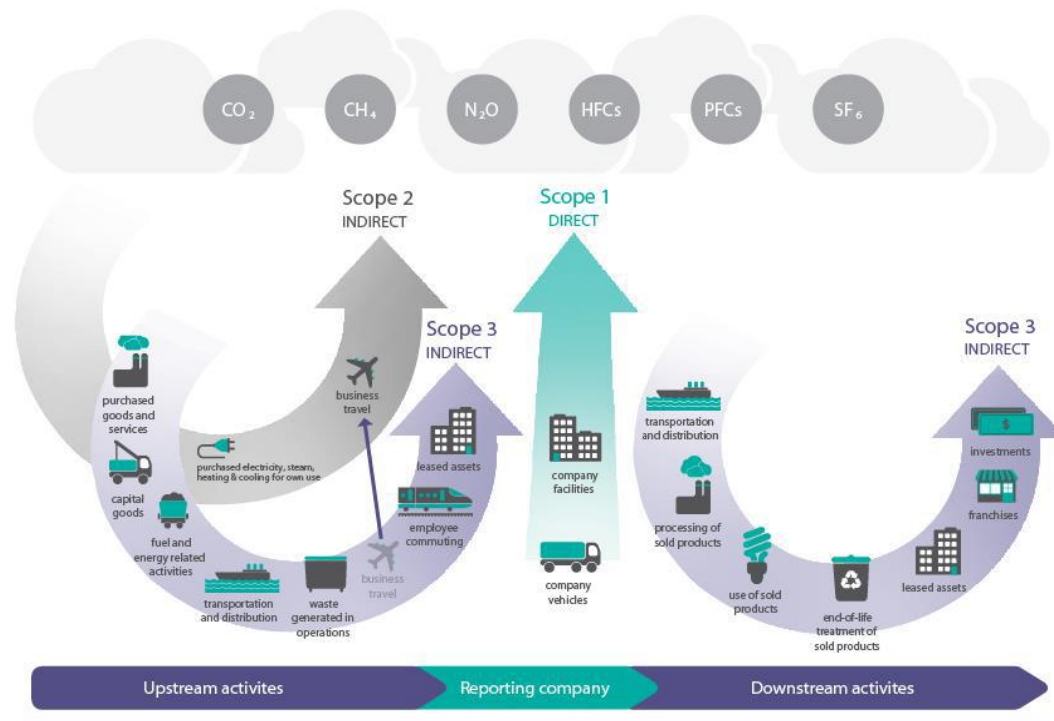 CO₂
CH₄
N₂O
HFCs
PFCs
SF₆
Scope 2
INDIRECT
Scope 1
DIRECT
Scope 3
INDIRECT
Scope 3
INDIRECT
purchased
goods and
services
capital
goods
fuel and
energy related
activities
transportation
and distribution
waste
generated in
operations
business
travel
employee
commuting
leased assets
purchased electricity, steam,
heating & cooling for own use
business
travel
company
facilities
company
vehicles
transportation
and distribution
processing of
sold products
use of sold
products
end-of-life
treatment of
sold products
leased assets
franchises
$
investments
Upstream activites
Reporting company
Downstream activites